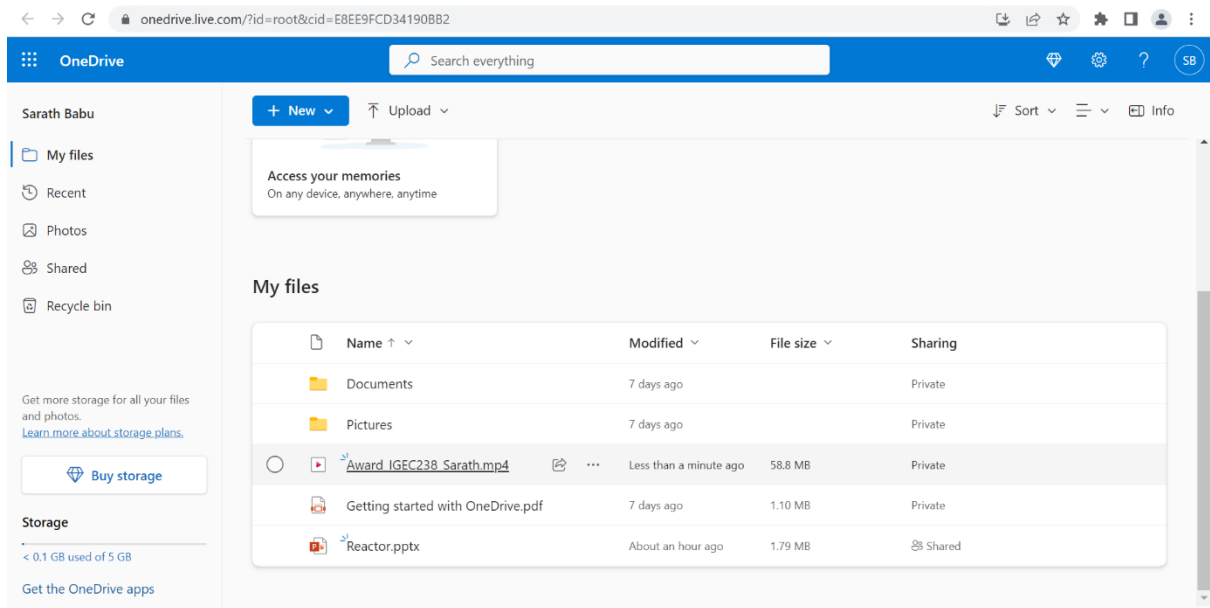 onedrive.live.com/?id=root&cid=E8EE9FCD34190BB2
OneDrive
Search everything
?
SB
Sarath Babu
+ New
Upload
Sort
Info
My files
Recent
Photos
Shared
Recycle bin
Access your memories
On any device, anywhere, anytime
My files
Name ↑ Modified File size Sharing
Documents 7 days ago Private
Pictures 7 days ago Private
Award_IGEC238_Sarath.mp4 Less than a minute ago 58.8 MB Private
Getting started with OneDrive.pdf 7 days ago 1.10 MB Private
Reactor.pptx About an hour ago 1.79 MB Shared
Get more storage for all your files
and photos.
Learn more about storage plans.
Buy storage
Storage
< 0.1 GB used of 5 GB
Get the OneDrive apps